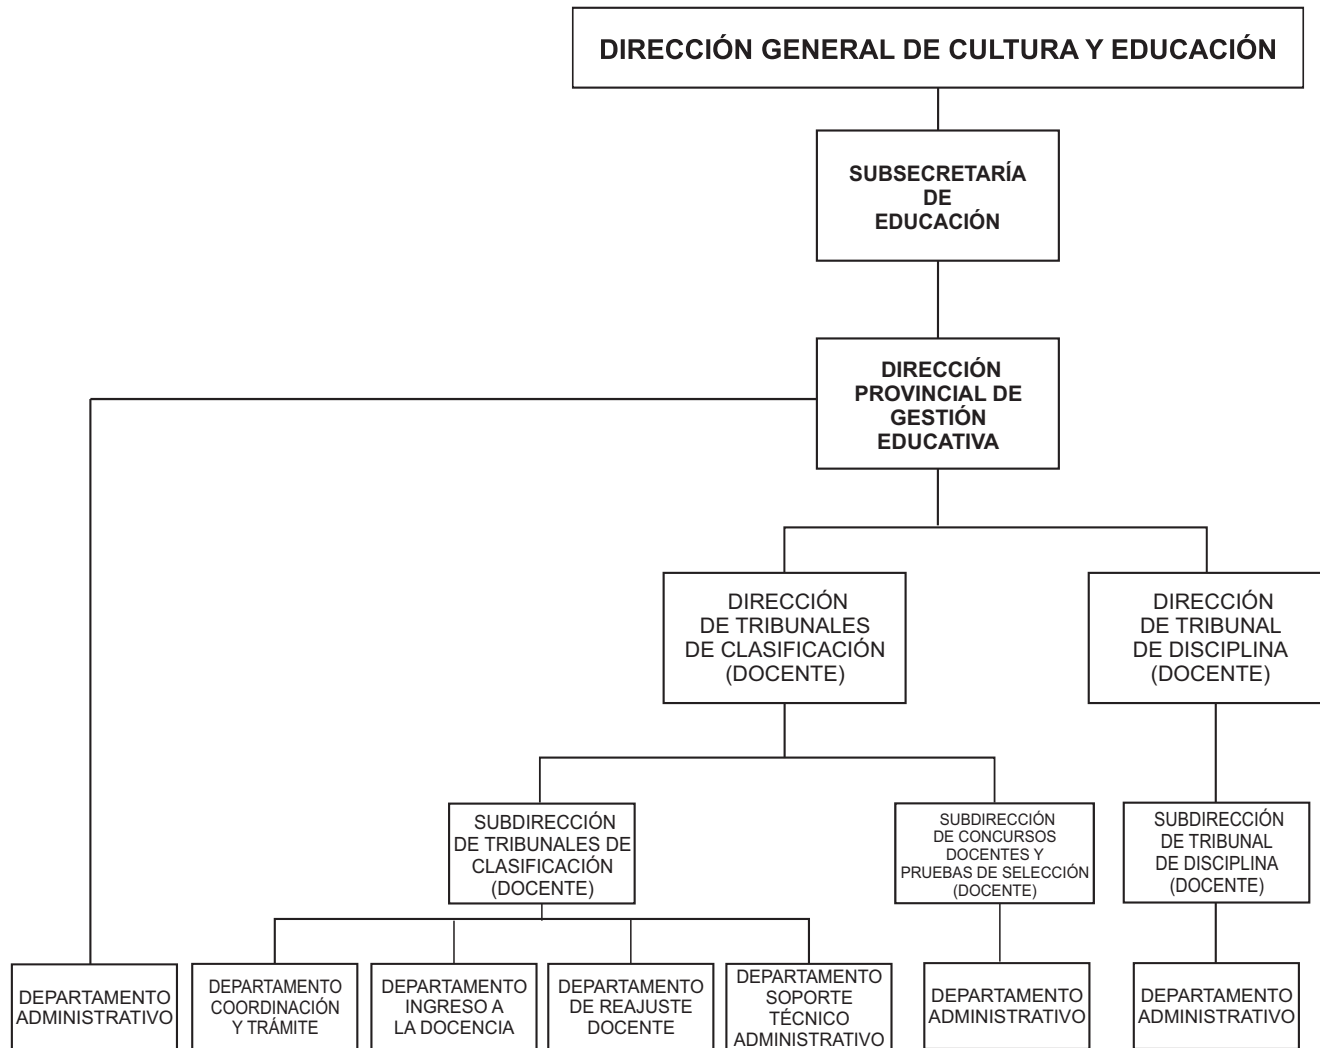 DIRECCIÓN GENERAL DE CULTURA Y EDUCACIÓN
SUBSECRETARÍA
DE
EDUCACIÓN
DIRECCIÓN
PROVINCIAL DE
GESTIÓN
EDUCATIVA
DIRECCIÓN
DE TRIBUNALES
DE CLASIFICACIÓN
(DOCENTE)
DIRECCIÓN
DE TRIBUNAL
DE DISCIPLINA
(DOCENTE)
SUBDIRECCIÓN
DE TRIBUNALES DE
CLASIFICACIÓN
(DOCENTE)
SUBDIRECCIÓN
DE CONCURSOS
DOCENTES Y
PRUEBAS DE SELECCIÓN
(DOCENTE)
SUBDIRECCIÓN
DE TRIBUNAL
DE DISCIPLINA
(DOCENTE)
DEPARTAMENTO
ADMINISTRATIVO
DEPARTAMENTO
COORDINACIÓN
Y TRÁMITE
DEPARTAMENTO
INGRESO A
LA DOCENCIA
DEPARTAMENTO
DE REAJUSTE
DOCENTE
DEPARTAMENTO
SOPORTE
TÉCNICO
ADMINISTRATIVO
DEPARTAMENTO
ADMINISTRATIVO
DEPARTAMENTO
ADMINISTRATIVO